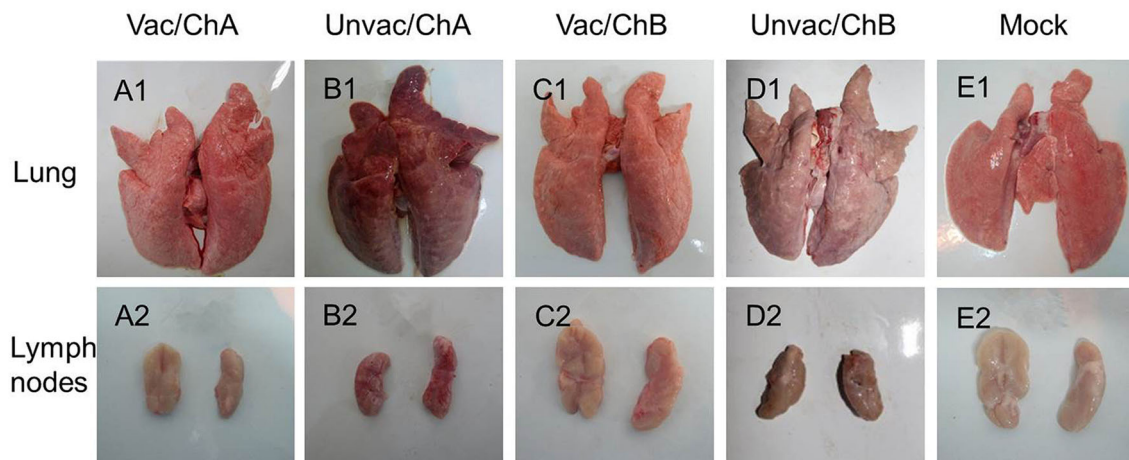 Vac/ChA Unvac/ChA Vac/ChB Unvac/ChB Mock
A1 B1 C1 D1 E1
Lung
A2 B2 C2 D2 E2
Lymph
nodes